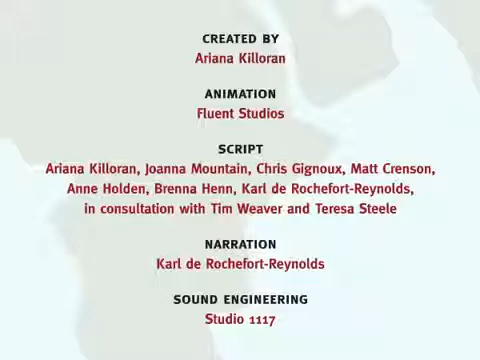 CREATED BY
Ariana Killoran
ANIMATION
Fluent Studios
SCRIPT
Ariana Killoran, Joanna Mountain, Chris Gignoux, Matt Crenson,
Anne Holden, Brenna Henn, Karl de Rochefort-Reynolds,
in consultation with Tim Weaver and Teresa Steele
NARRATION
Karl de Rochefort-Reynolds
SOUND ENGINEERING
Studio 1117